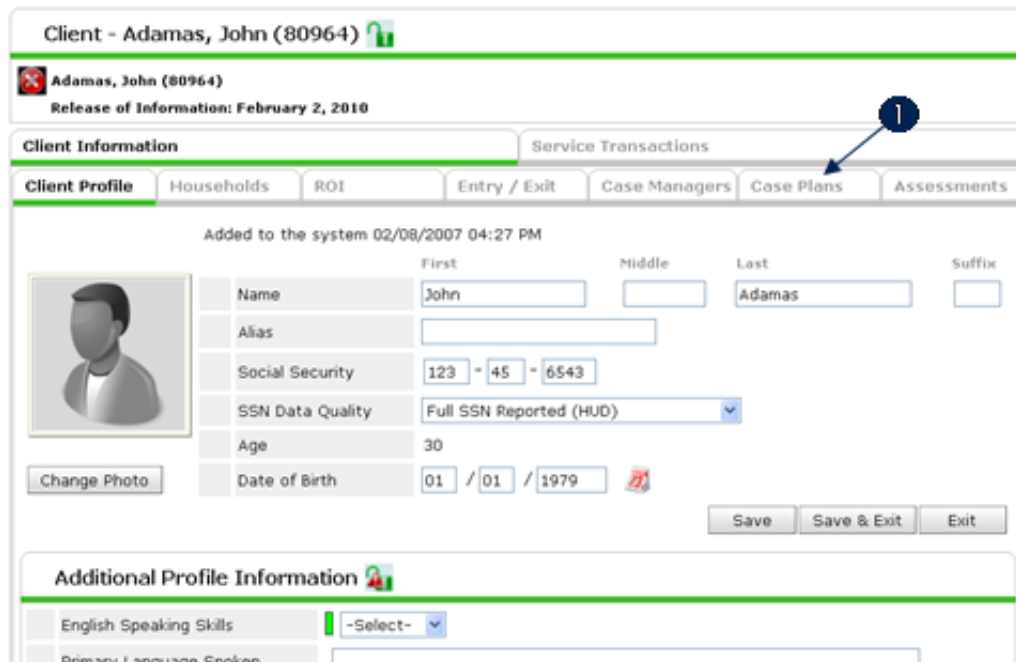 Client - Adamas, John (80964)
Adamas, John (80964)
Release of Information: February 2, 2010
1
Client Information Service Transactions
Client Profile Households ROI Entry / Exit Case Managers Case Plans Assessments
Added to the system 02/08/2007 04:27 PM
First Middle Last Suffix
Name John Adamas
Alias
Social Security 123 - 45 - 6543
SSN Data Quality Full SSN Reported (HUD)
Age 30
Change Photo Date of Birth 01 / 01 / 1979
Save Save & Exit Exit
Additional Profile Information
English Speaking Skills -Select-
Primary Language Spoken